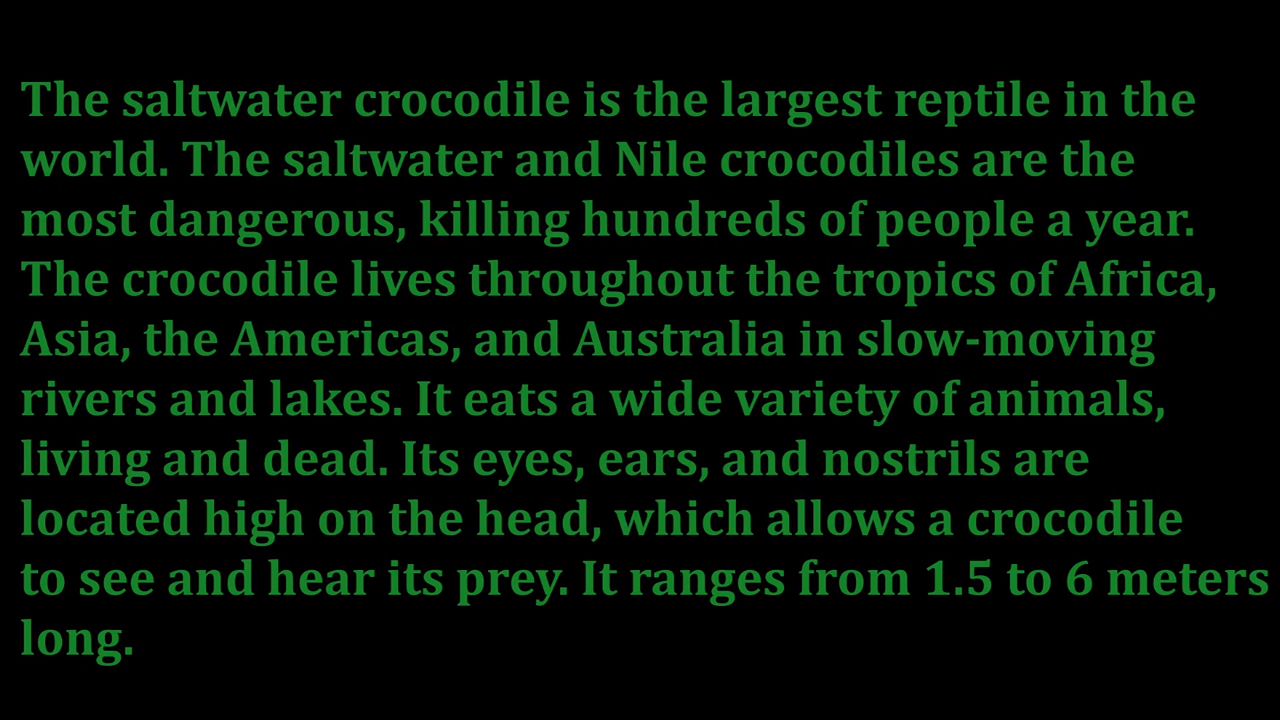 The saltwater crocodile is the largest reptile in the
world. The saltwater and Nile crocodiles are the
most dangerous, killing hundreds of people a year.
The crocodile lives throughout the tropics of Africa,
Asia, the Americas, and Australia in slow-moving
rivers and lakes. It eats a wide variety of animals,
living and dead. Its eyes, ears, and nostrils are
located high on the head, which allows a crocodile
to see and hear its prey. It ranges from 1.5 to 6 meters
long.